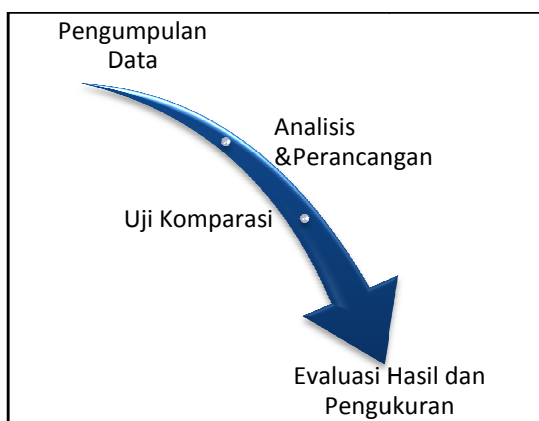 Pengumpulan
Data
Analisis
&Perancangan
Uji Komparasi
Evaluasi Hasil dan
Pengukuran